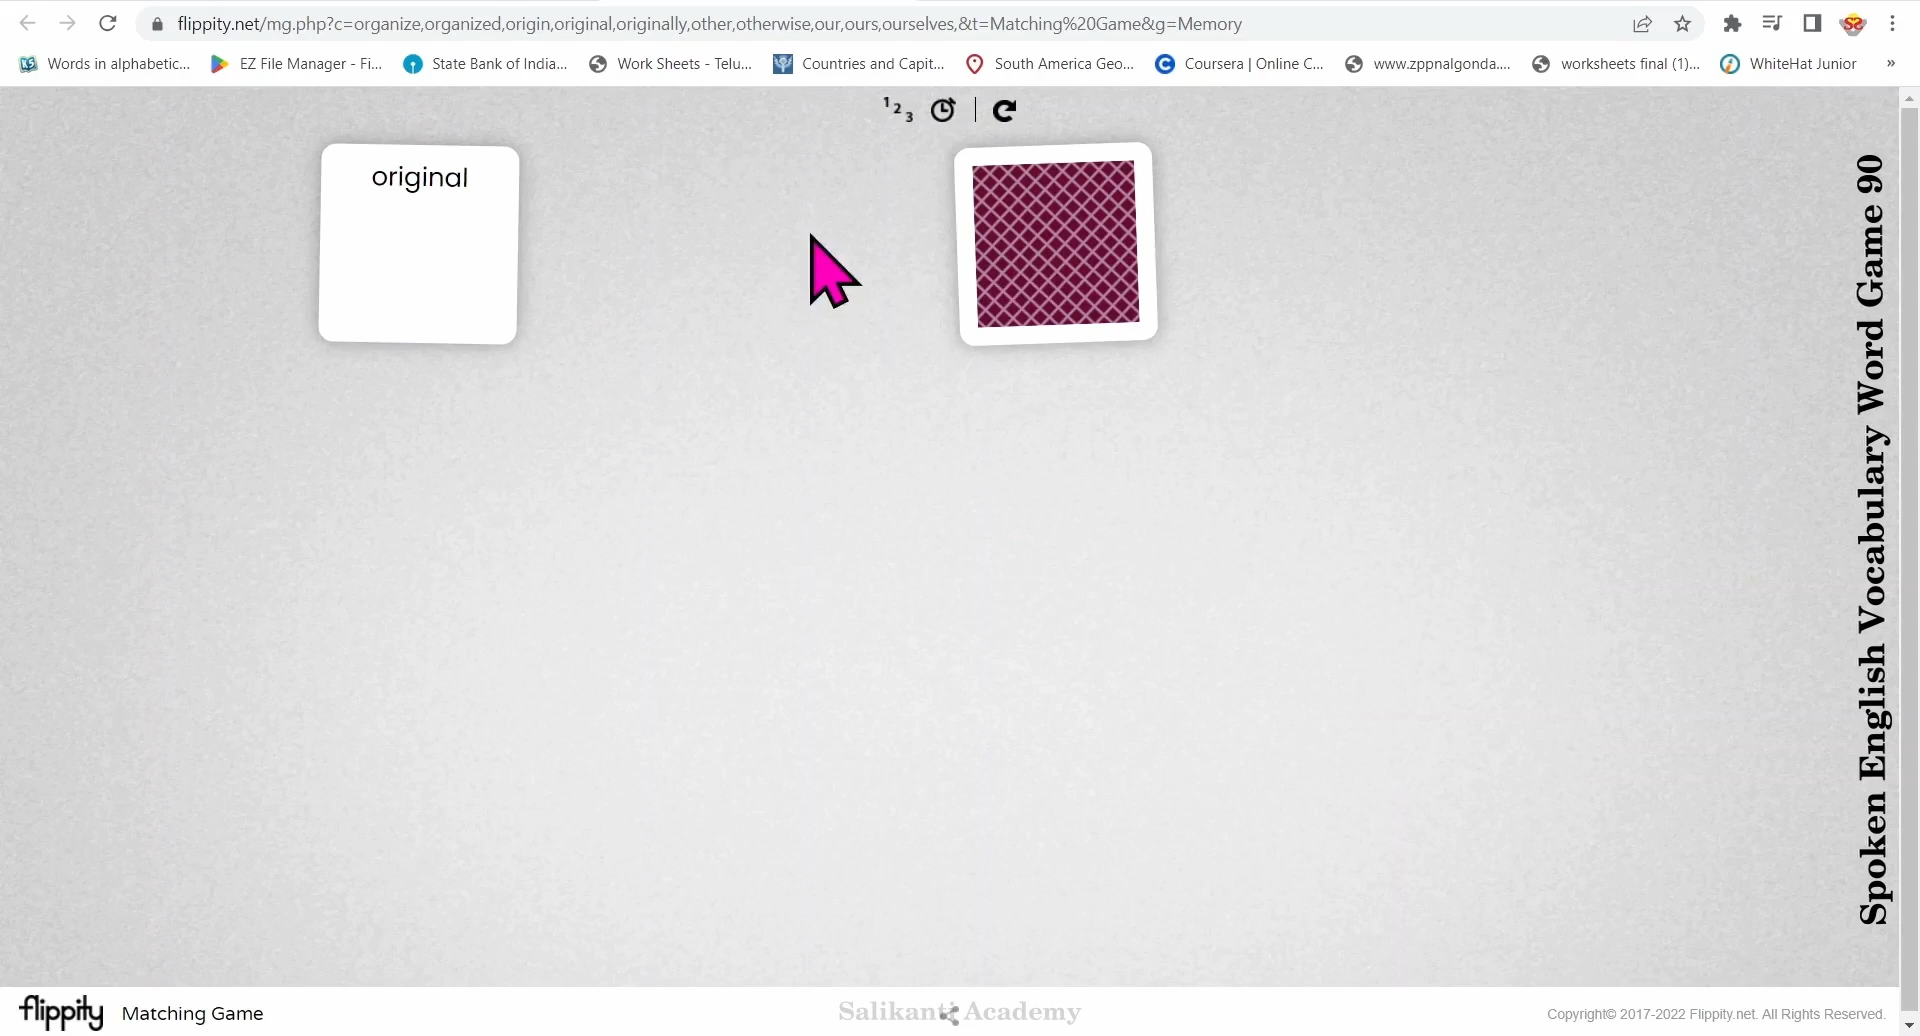 flippity.net/mg.php?c=organize,organized,origin,original,originally,other,otherwise,our,ours,ourselves,&t=Matching%20Game&g=Memory
Words in alphabetic...
EZ File Manager - Fi...
State Bank of India...
Work Sheets - Telu...
Countries and Capit...
South America Geo...
Coursera | Online C...
www.zppnalgonda....
worksheets final (1)...
WhiteHat Junior
»
1 2 3
original
Spoken English Vocabulary Word Game 90
flippity
Matching Game
Salikanti Academy
Copyright© 2017-2022 Flippity.net. All Rights Reserved.